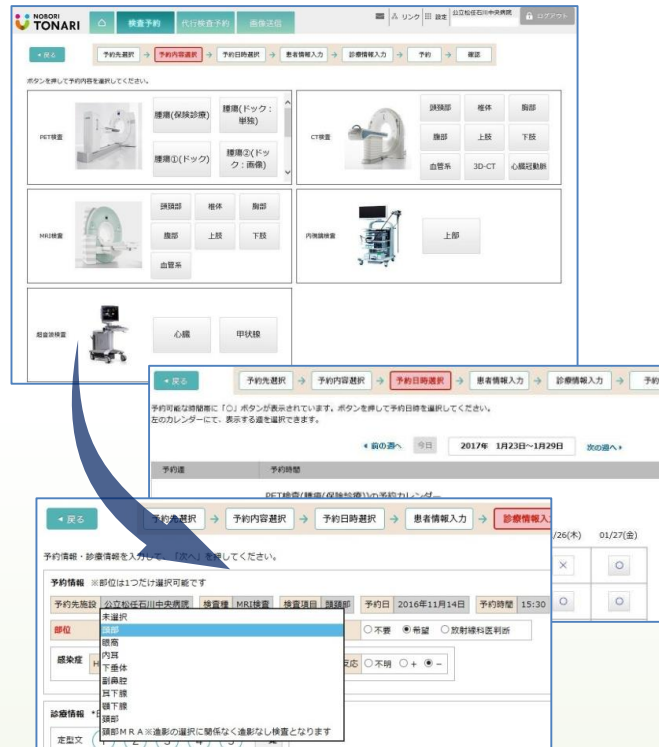 NOBORI
TONARI
検査予約
代行検査予約
画像送信
リンク
設定
公立松任石川中央病院
ログアウト
戻る
予約先選択 → 予約内容選択 → 予約日時選択 → 患者情報入力 → 診療情報入力 → 予約 → 確認
ボタンを押して予約内容を選択してください。
PET検査
腫瘍(保険診療)
腫瘍(ドック:単独)
腫瘍①(ドック)
腫瘍②(ドック:画像)
CT検査
頭頸部 椎体 胸部
腹部 上肢 下肢
血管系 3D-CT 心臓冠動脈
MRI検査
頭頸部 椎体 胸部
腹部 上肢 下肢
血管系
内視鏡検査
上部
超音波検査
心臓 甲状腺
戻る
予約先選択 → 予約内容選択 → 予約日時選択 → 患者情報入力 → 診療情報入力 → 予約
予約可能な時間帯に「○」ボタンが表示されています。ボタンを押して予約日時を選択してください。
左のカレンダーにて、表示する週を選択できます。
前の週へ 今日 2017年 1月23日~1月29日 次の週へ
予約週 予約時間
PET検査(腫瘍(保険診療))の予約カレンダー
/26(木) 01/27(金)
× ○
○ ○
戻る
予約先選択 → 予約内容選択 → 予約日時選択 → 患者情報入力 → 診療情報入
予約情報・診療情報を入力して、「次へ」を押してください。
予約情報 ※部位は1つだけ選択可能です
予約先施設 公立松任石川中央病院 検査種 MRI検査 検査項目 頭頸部 予約日 2016年11月14日 予約時間 15:30
部位
未選択
頭部
眼窩
内耳
下垂体
副鼻腔
耳下腺
顎下腺
頸部
頭部MRA※造影の選択に関係なく造影なし検査となります
不要 希望 放射線科医判断
感染症 H
反応 不明 + −
診療情報
定型文 1 2 3 4 5